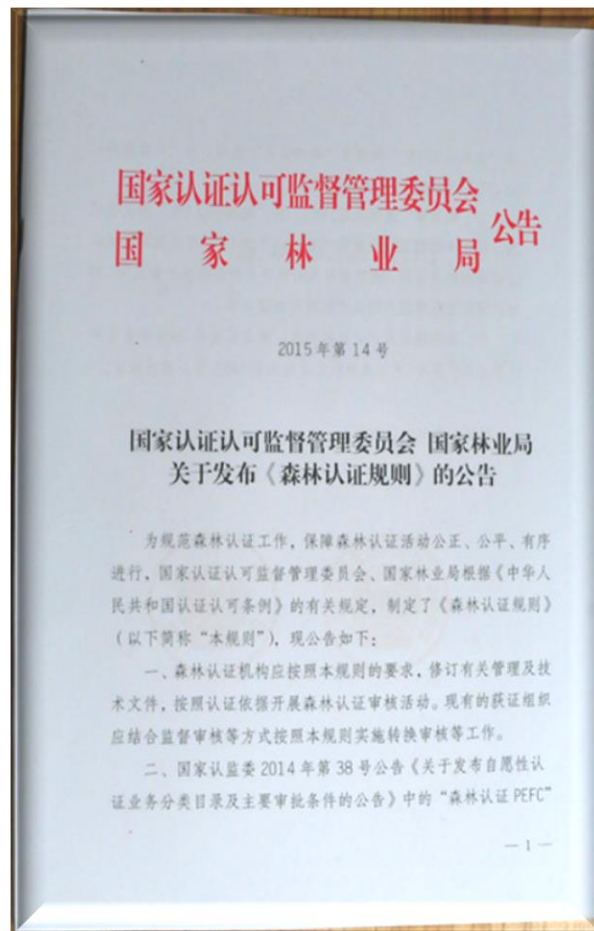 国家认证认可监督管理委员会
国家林业局
公告
2015年第14号
国家认证认可监督管理委员会 国家林业局
关于发布《森林认证规则》的公告
为规范森林认证工作，保障森林认证活动公正、公平、有序
进行，国家认证认可监督管理委员会、国家林业局根据《中华人
民共和国认证认可条例》的有关规定，制定了《森林认证规则》
（以下简称“本规则”），现公告如下：
一、森林认证机构应按照本规则的要求，修订有关管理及技
术文件，按照认证依据开展森林认证审核活动。现有的获证组织
应结合监督审核等方式按照本规则实施转换审核等工作。
二、国家认监委2014年第38号公告《关于发布自愿性认
证业务分类目录及主要审批条件的公告》中的“森林认证PEFC”
— 1 —